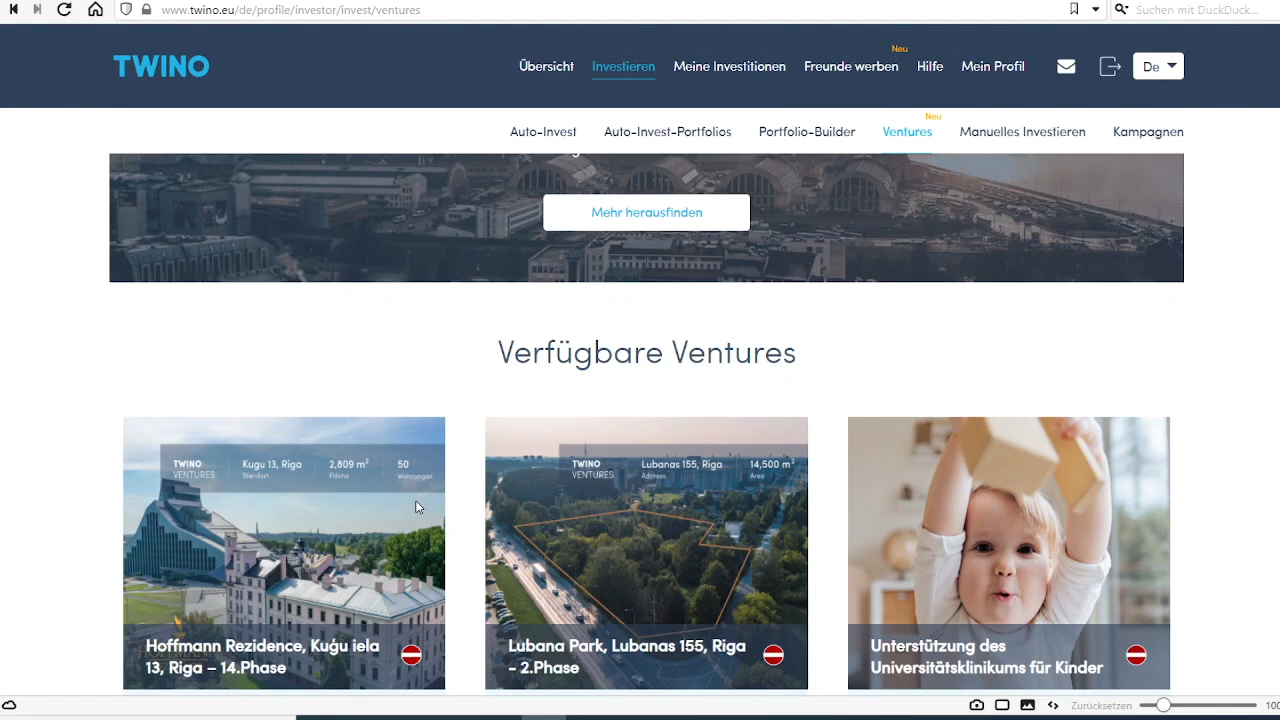 www.twino.eu/de/profile/investor/invest/ventures
Suchen mit DuckDuck...
TWINO
Übersicht
Investieren
Meine Investitionen
Neu
Freunde werben
Hilfe
Mein Profil
De
Auto-Invest
Auto-Invest-Portfolios
Portfolio-Builder
Neu
Ventures
Manuelles Investieren
Kampagnen
Mehr herausfinden
Verfügbare Ventures
TWINO
VENTURES
Kugu 13, Riga
Standort
2,809 m²
Fläche
50
Wohnungen
Hoffmann Rezidence, Kuģu iela
13, Riga – 14.Phase
TWINO
VENTURES
Lubanas 155, Riga
Address
14,500 m²
Area
Lubana Park, Lubanas 155, Riga
- 2.Phase
Unterstützung des
Universitätsklinikums für Kinder
Zurücksetzen
100